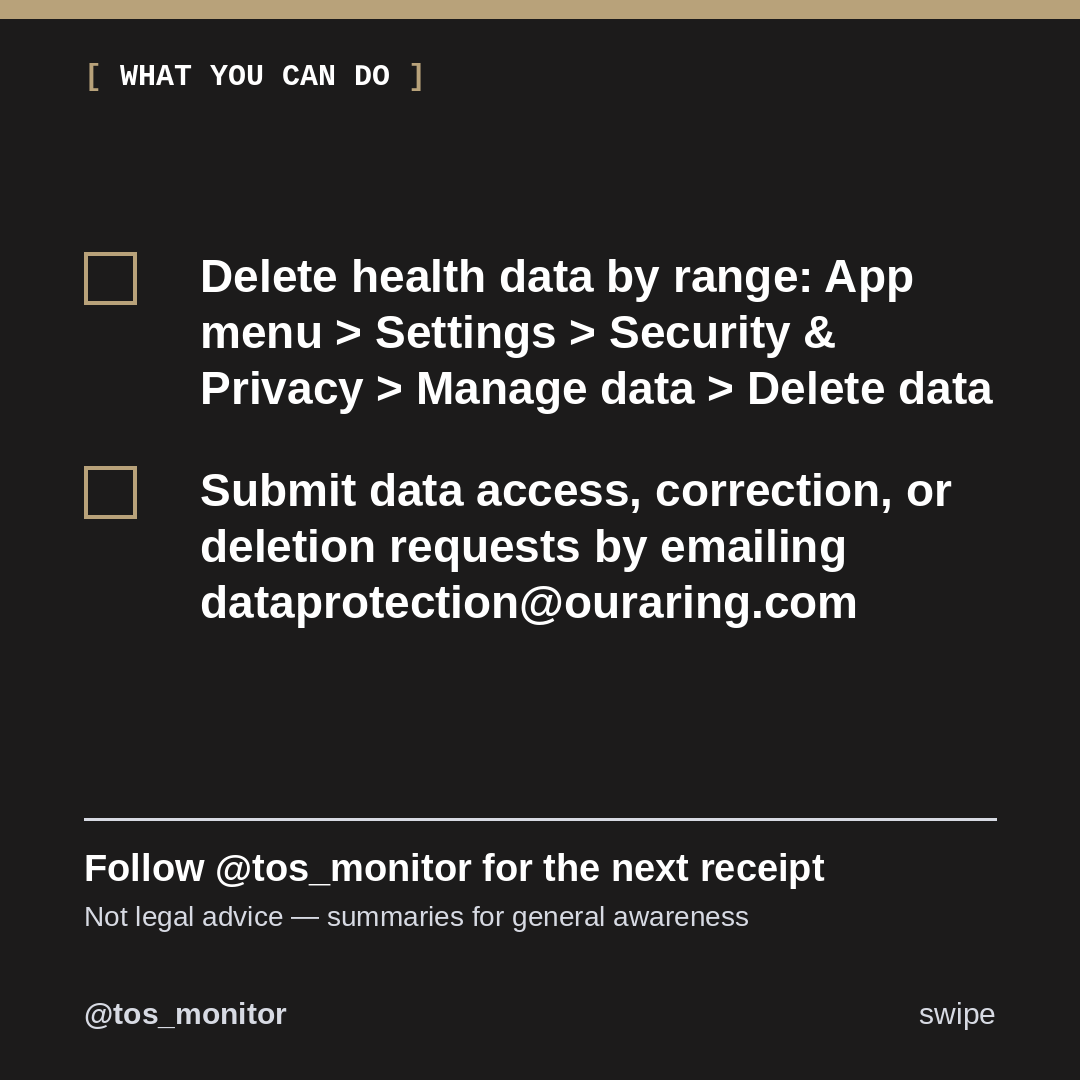 [ WHAT YOU CAN DO ]
Delete health data by range: App
menu > Settings > Security &
Privacy > Manage data > Delete data
Submit data access, correction, or
deletion requests by emailing
dataprotection@ouraring.com
Follow @tos_monitor for the next receipt
Not legal advice — summaries for general awareness
@tos_monitor
swipe